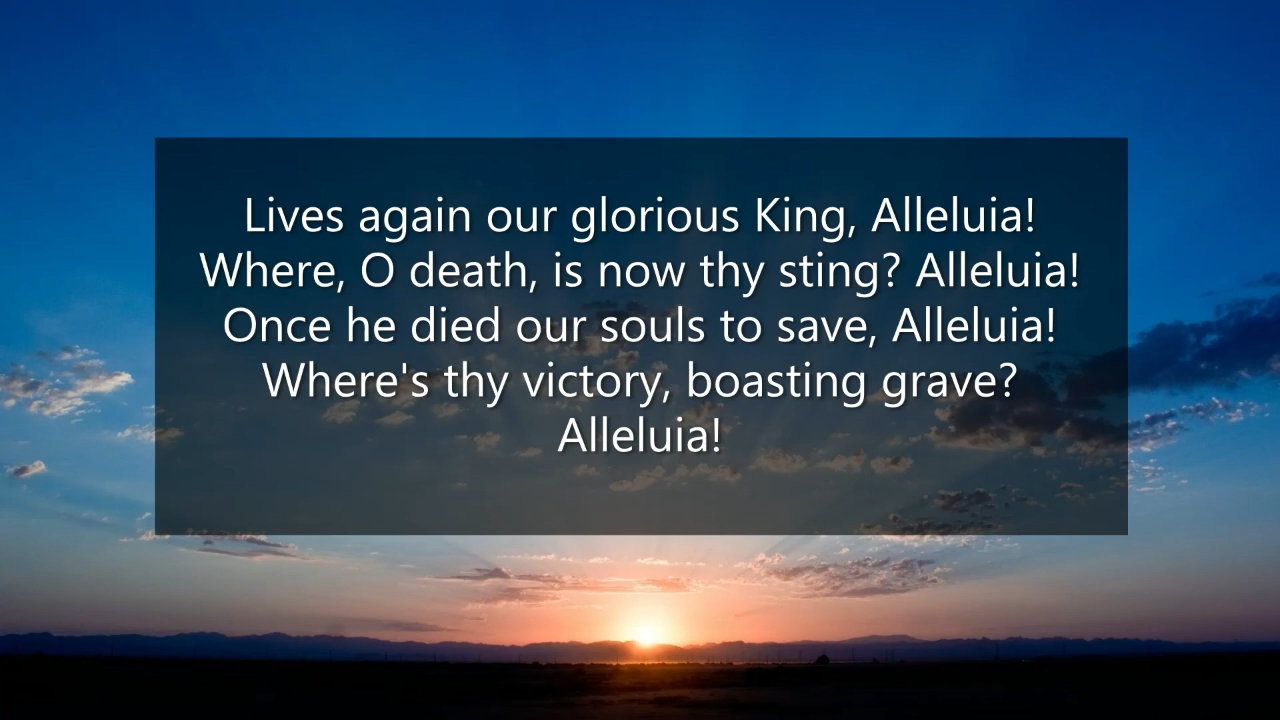 Lives again our glorious King, Alleluia!
Where, O death, is now thy sting? Alleluia!
Once he died our souls to save, Alleluia!
Where's thy victory, boasting grave?
Alleluia!